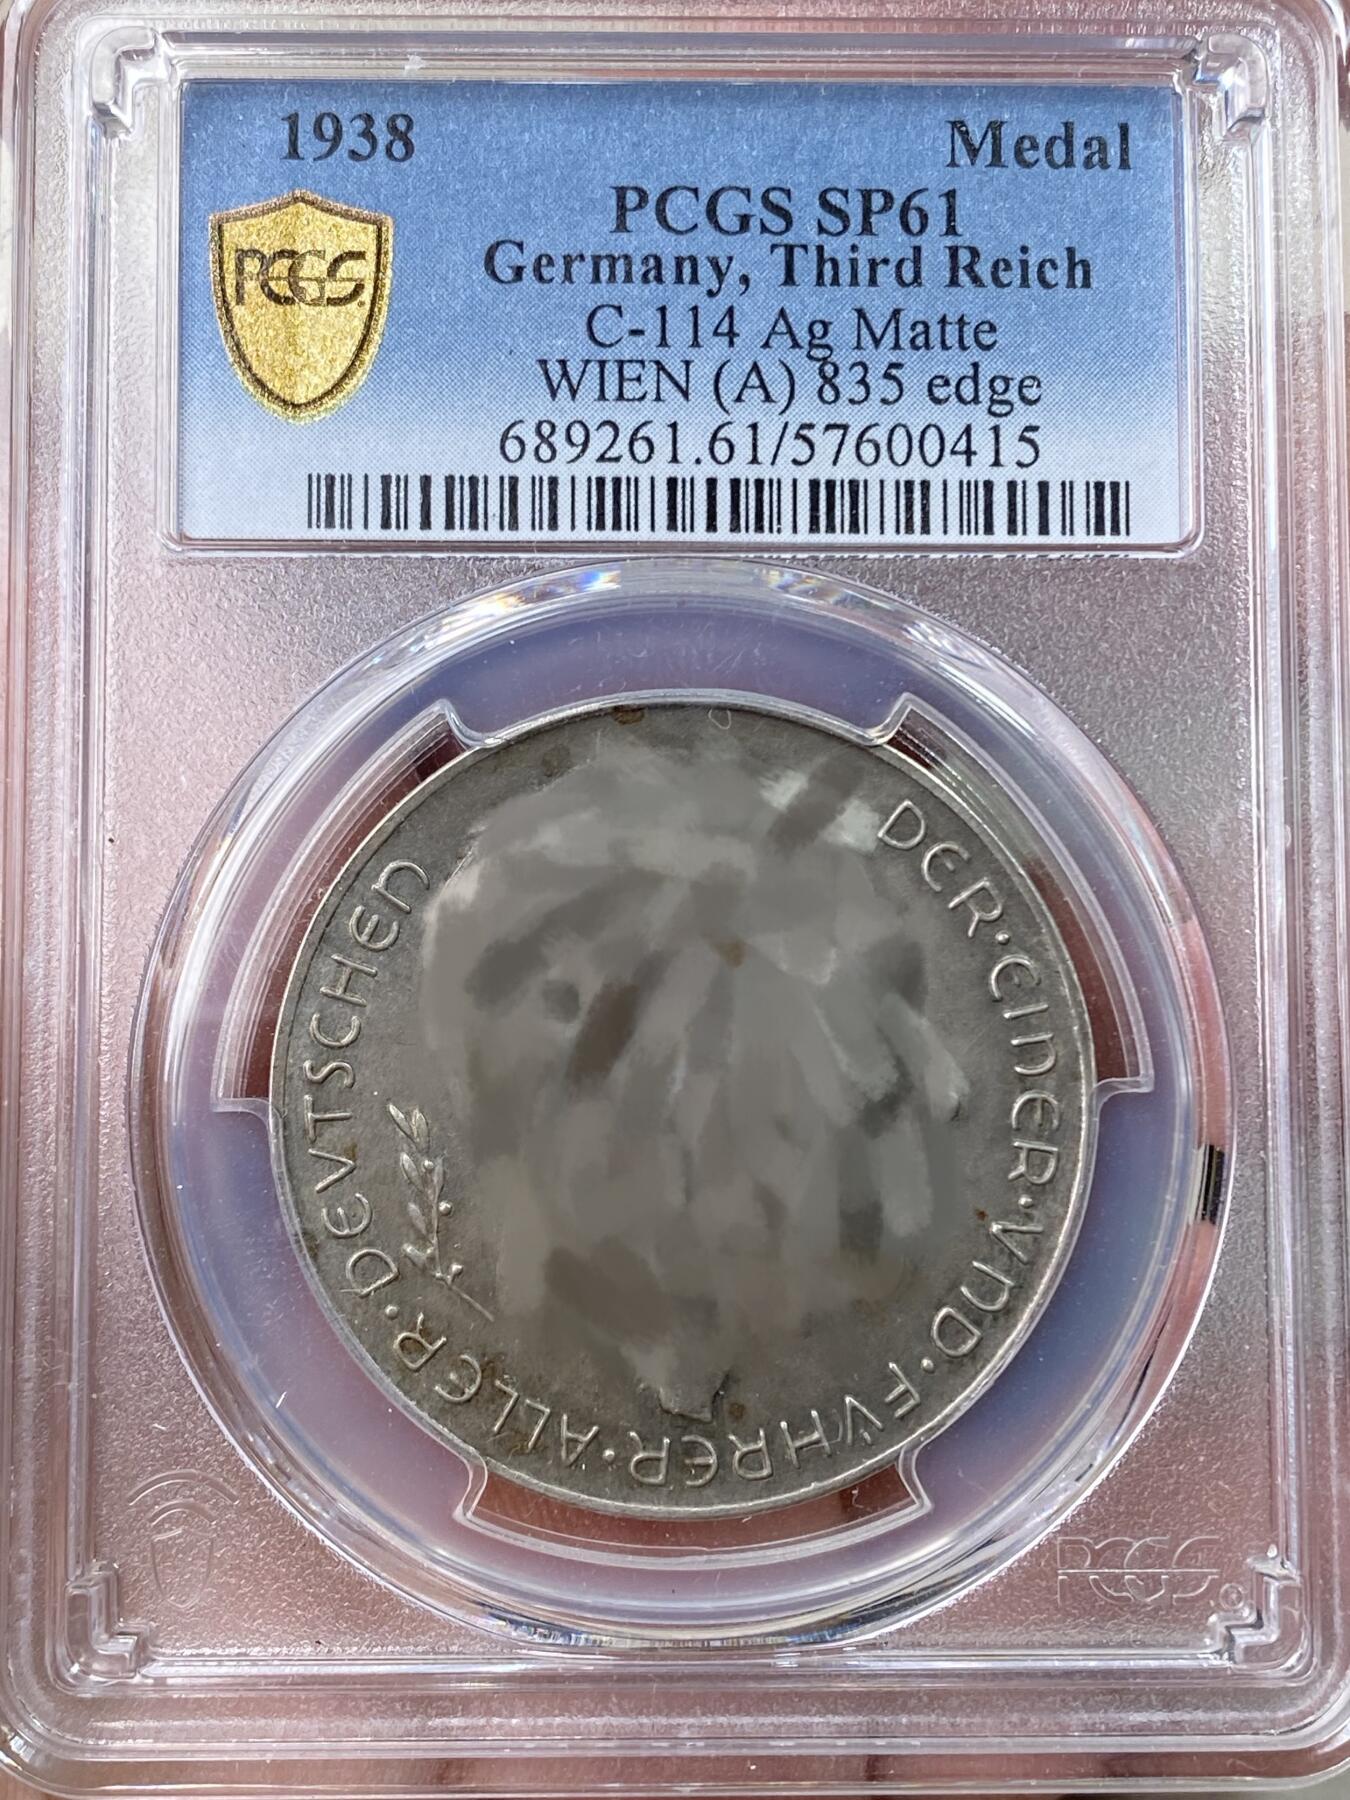 1938 Medal
PCGS SP61
PCGS
Germany, Third Reich
C-114 Ag Matte
WIEN (A) 835 edge
689261.61/57600415
DER·EINER·VND·FVHRER·ALLER·DEVTSCHEN
PCGS